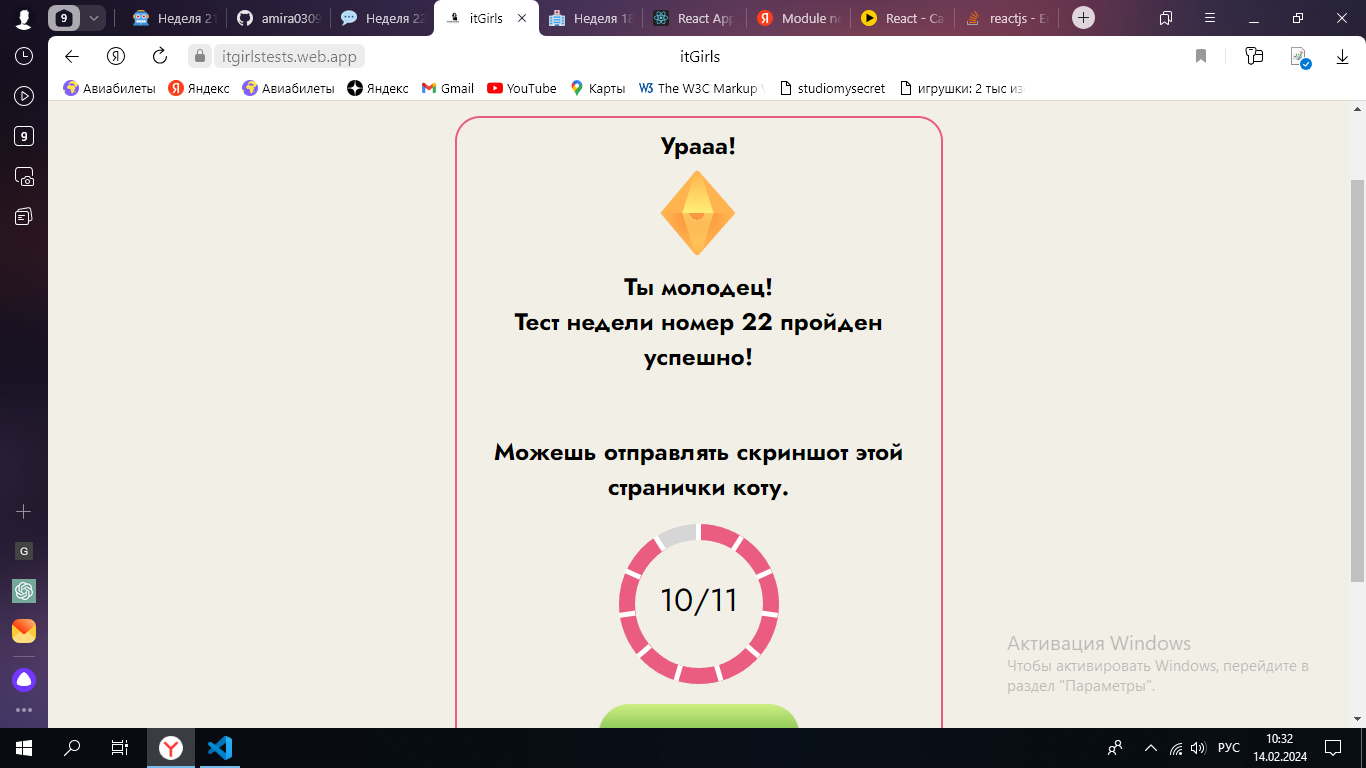 9
Неделя 21
amira0309
Неделя 22
itGirls
Неделя 18
React App
Module no
React - Ca
reactjs - Er
Я
itgirlstests.web.app
itGirls
Авиабилеты
Яндекс
Авиабилеты
Яндекс
Gmail
YouTube
Карты
W3 The W3C Markup V
studiomysecret
игрушки: 2 тыс из
9
G
Урааа!
Ты молодец!
Тест недели номер 22 пройден
успешно!
Можешь отправлять скриншот этой
странички коту.
10/11
Активация Windows
Чтобы активировать Windows, перейдите в
раздел "Параметры".
РУС
10:32
14.02.2024